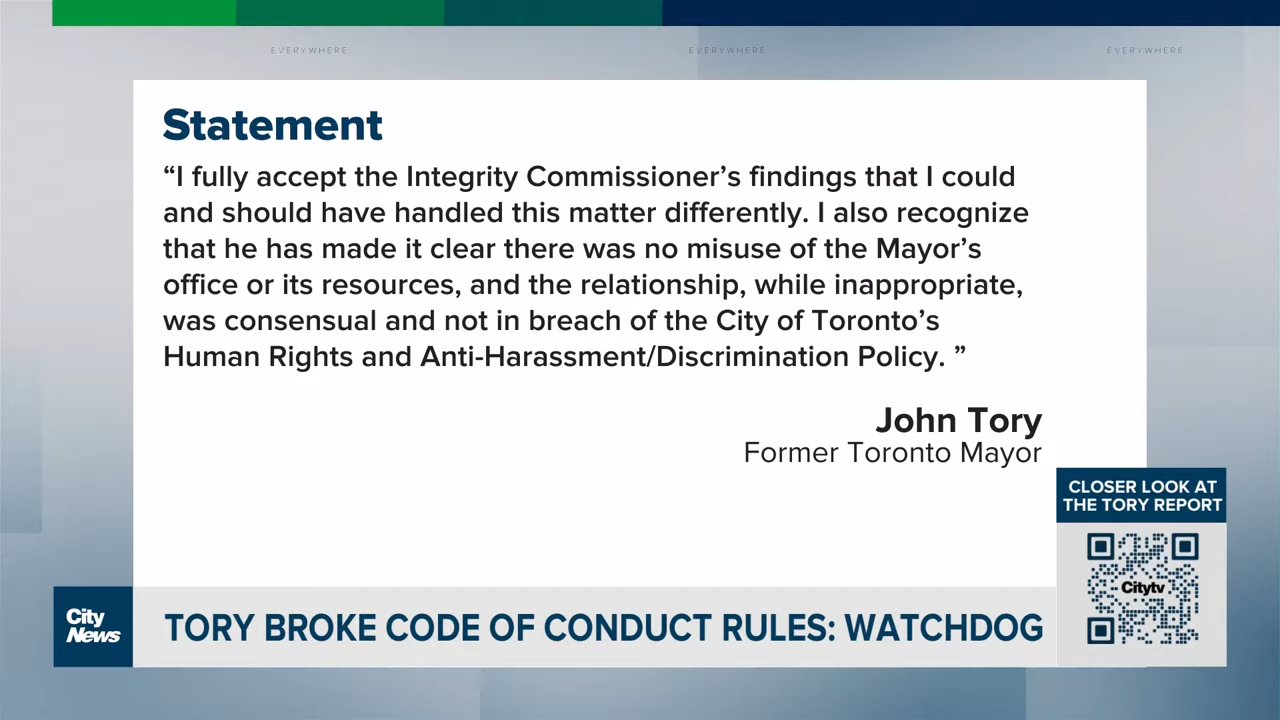 EVERYWHERE EVERYWHERE EVERYWHERE
Statement
“I fully accept the Integrity Commissioner’s findings that I could
and should have handled this matter differently. I also recognize
that he has made it clear there was no misuse of the Mayor’s
office or its resources, and the relationship, while inappropriate,
was consensual and not in breach of the City of Toronto’s
Human Rights and Anti-Harassment/Discrimination Policy. ”
John Tory
Former Toronto Mayor
CLOSER LOOK AT
THE TORY REPORT
Citytv
City
News
TORY BROKE CODE OF CONDUCT RULES: WATCHDOG